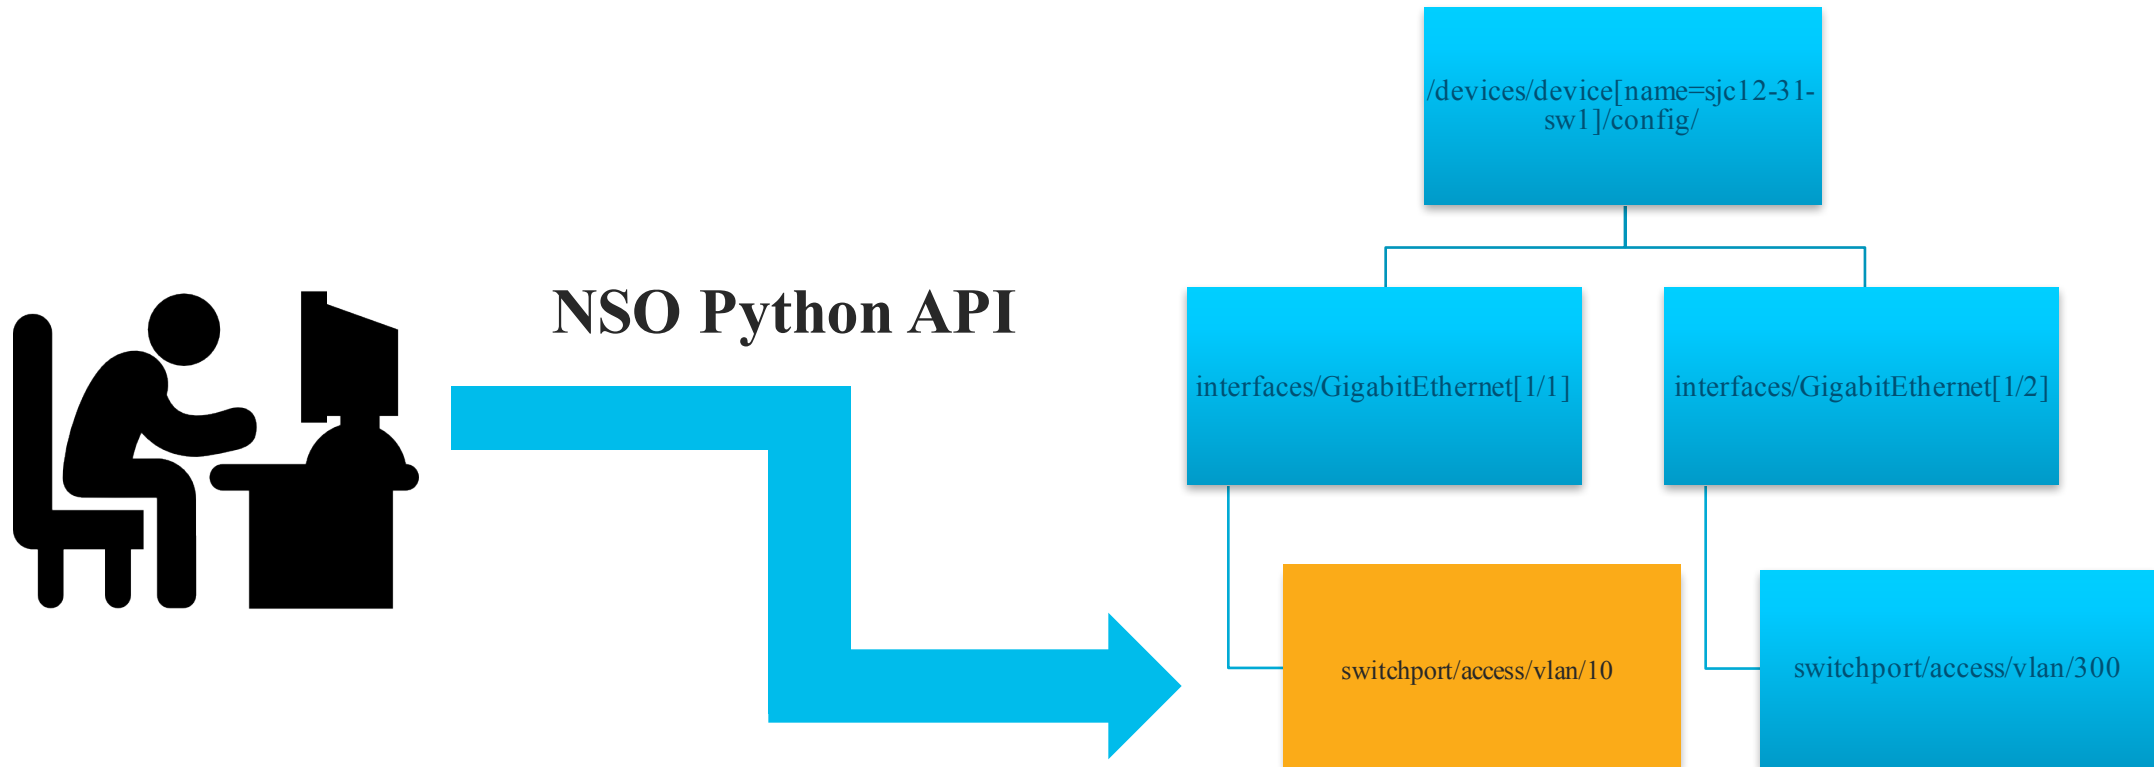 /devices/device[name=sjc12-31-
sw1]/config/
NSO Python API
interfaces/GigabitEthernet[1/1]
interfaces/GigabitEthernet[1/2]
switchport/access/vlan/10
switchport/access/vlan/300